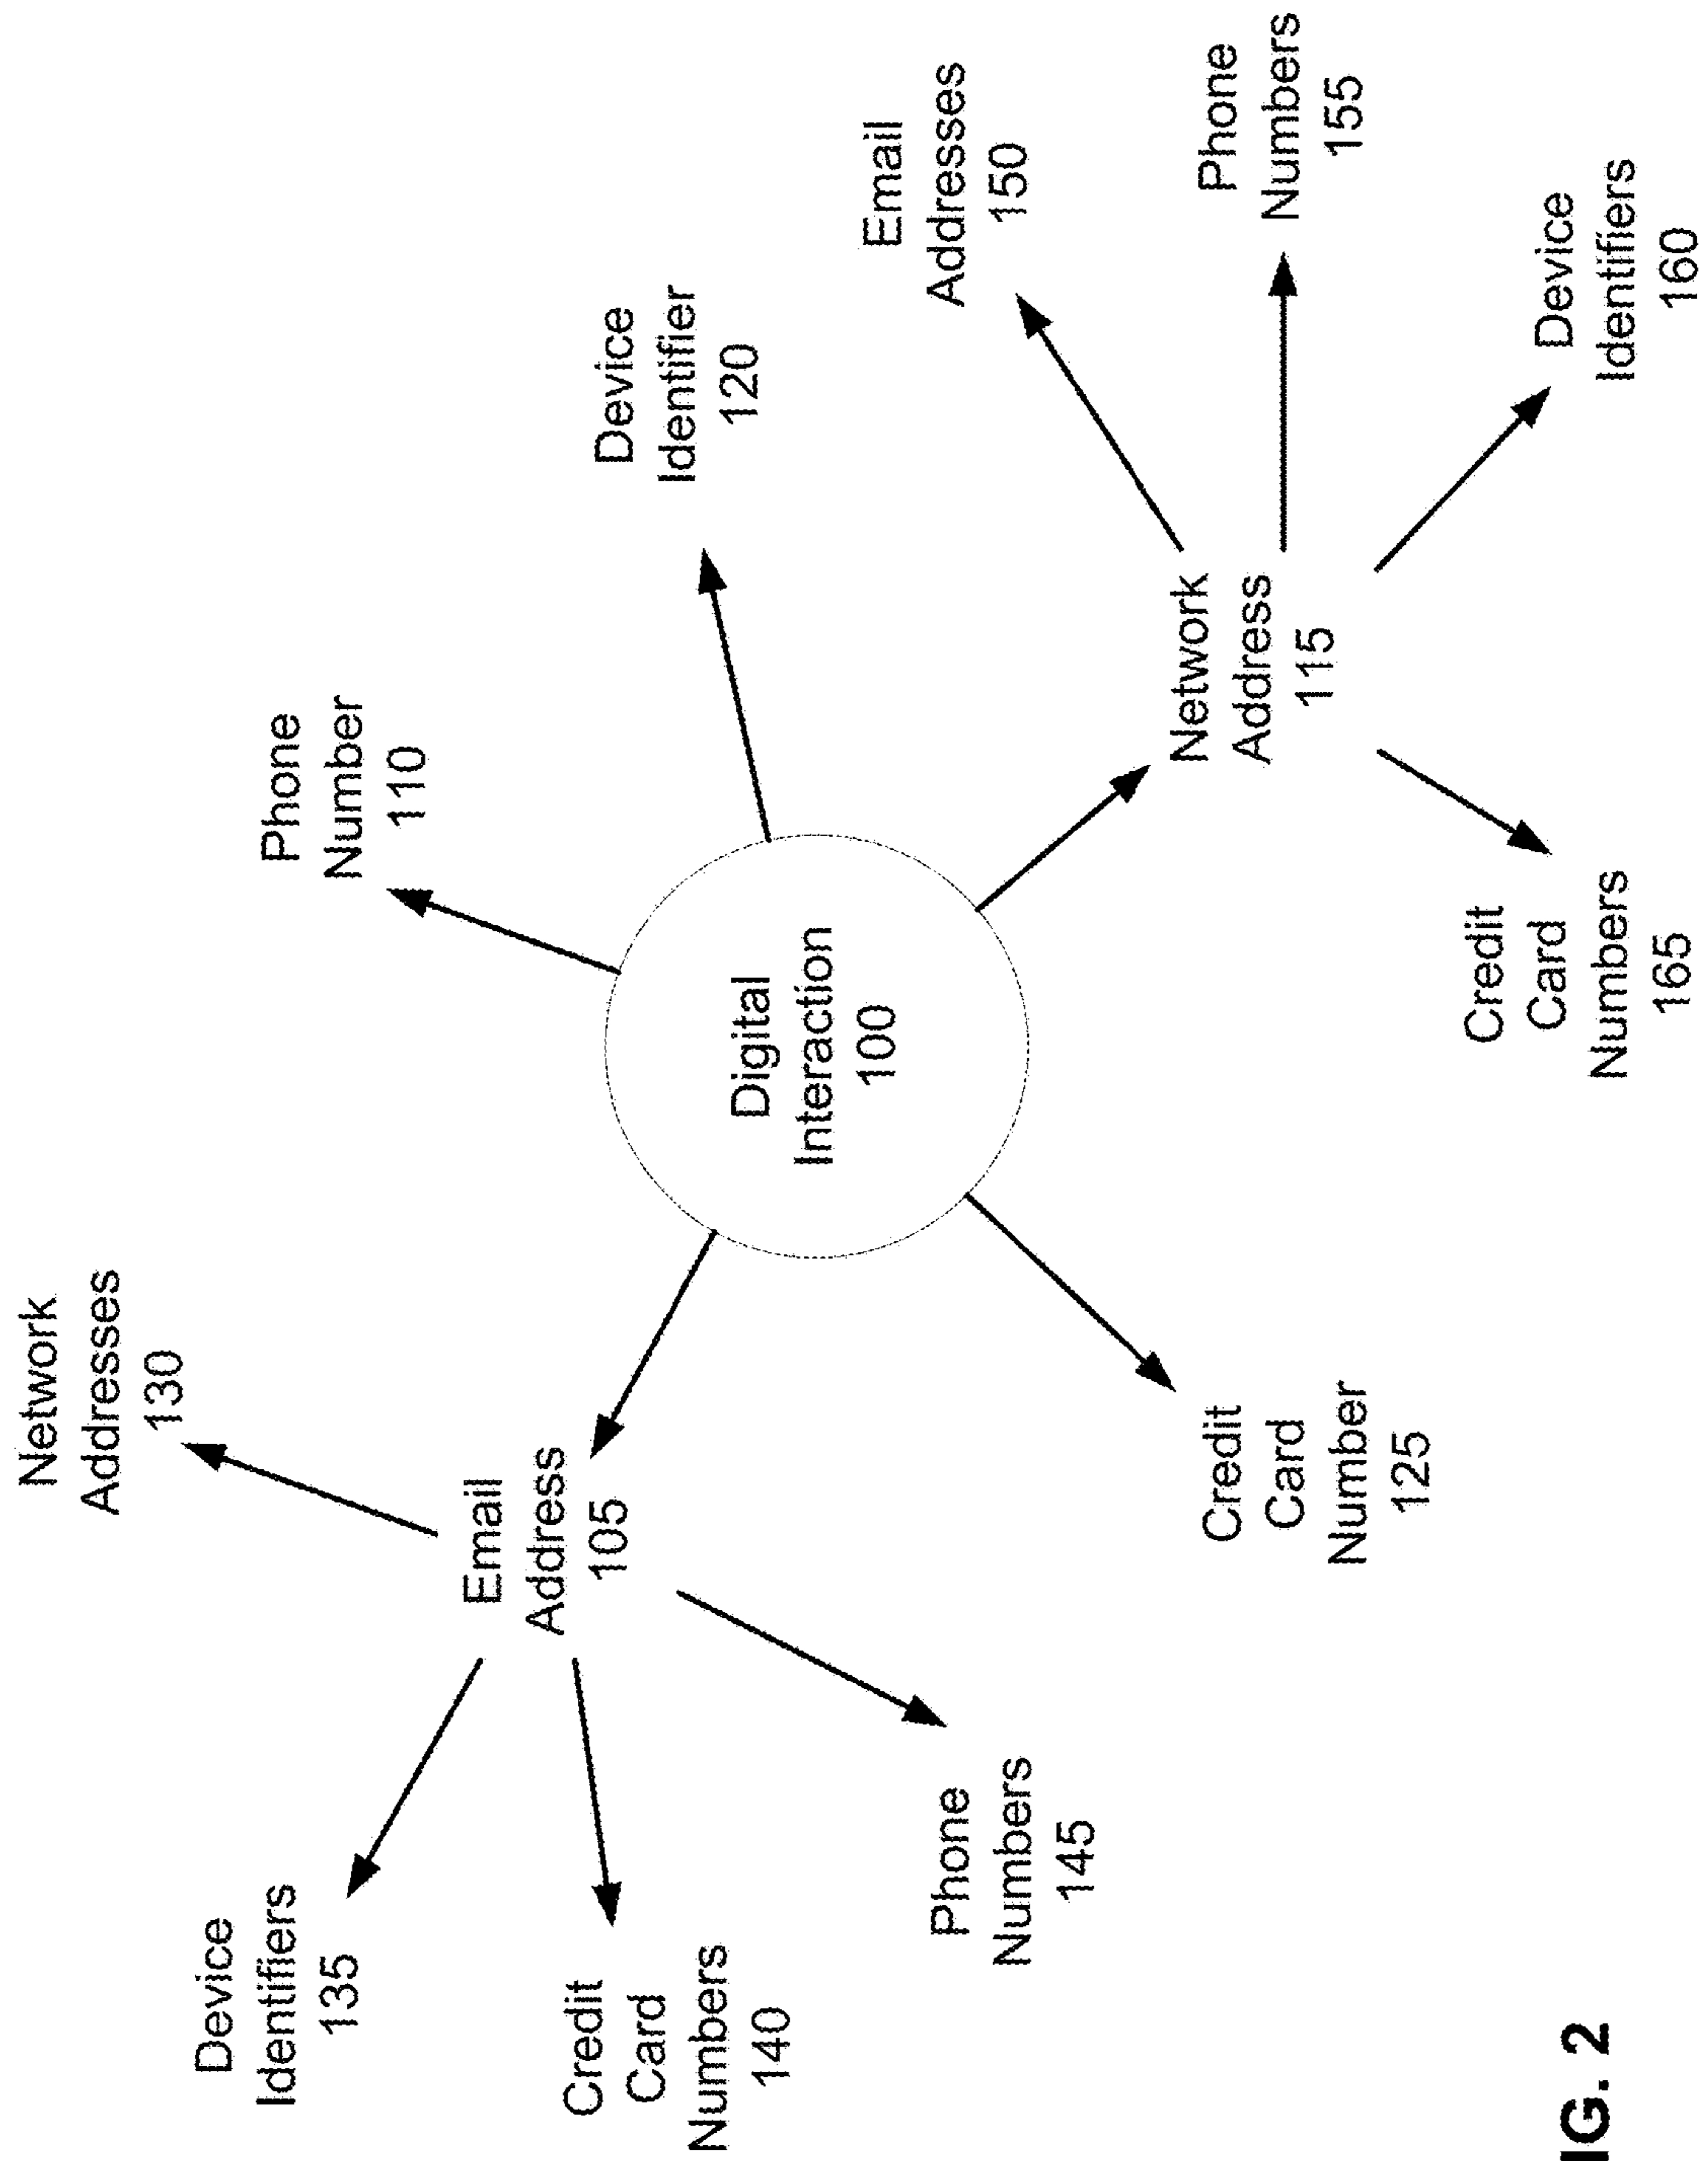 Network
Addresses
130
Device
Identifiers
135
Email
Address
105
Credit
Card
Numbers
140
Phone
Numbers
145
Phone
Number
110
Device
Identifier
120
Digital
Interaction
100
Credit
Card
Number
125
Email
Addresses
150
Phone
Numbers
155
Network
Address
115
Device
Identifiers
160
Credit
Card
Numbers
165
IG. 2